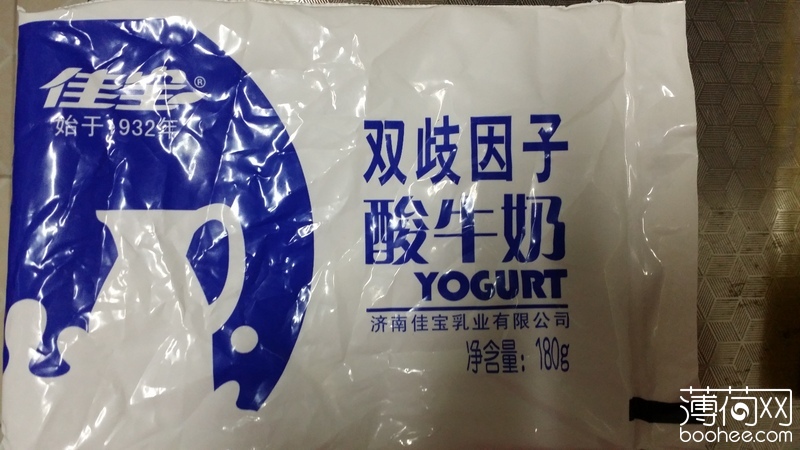 佳宝®
始于1932年
双歧因子
酸牛奶
YOGURT
济南佳宝乳业有限公司
净含量：180g
薄荷网
boohee.com